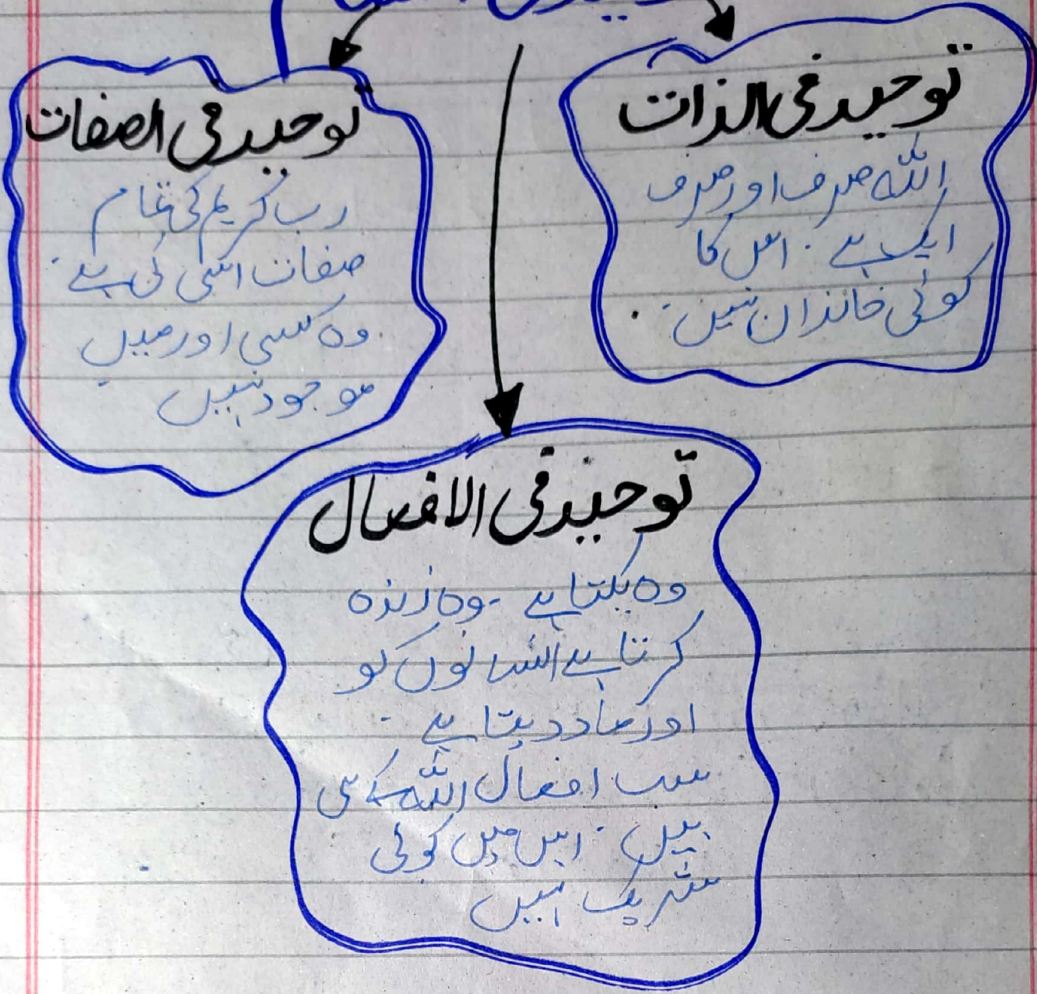 توحید فی الذات
اللہ صرف اور صرف
ایک ہے۔ اس کا
کوئی خاندان نہیں۔
توحید فی الصفات
رب کریم کی تمام
صفات اسی کی ہے۔
وہ کسی اور میں
موجود نہیں
توحید فی الافعال
وہ یکتا ہے۔ وہ زندہ
کرتا ہے انسانوں کو
اور مار دیتا ہے۔
سب افعال اللہ کے ہی
ہیں۔ اس میں کوئی
شریک نہیں